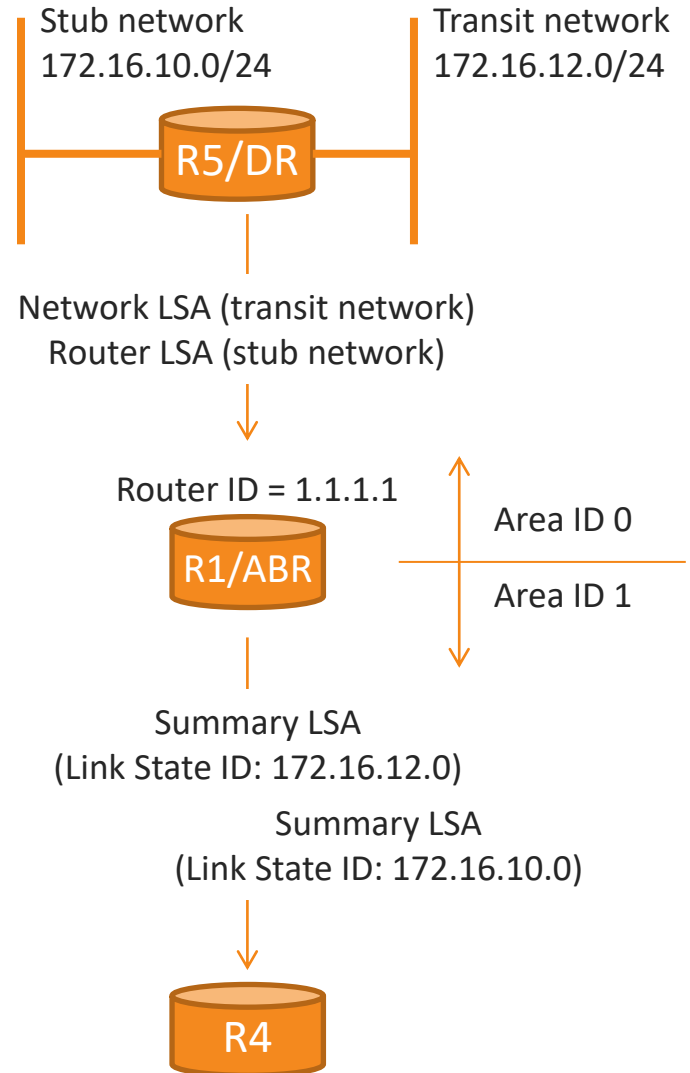 Stub network
172.16.10.0/24
Transit network
172.16.12.0/24
R5/DR
Network LSA (transit network)
Router LSA (stub network)
Router ID = 1.1.1.1
R1/ABR
Area ID 0
Area ID 1
Summary LSA
(Link State ID: 172.16.12.0)
Summary LSA
(Link State ID: 172.16.10.0)
R4